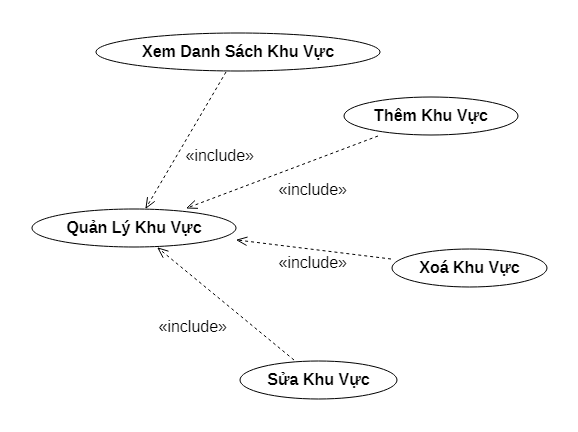 Xem Danh Sách Khu Vực
Thêm Khu Vực
«include»
«include»
Quản Lý Khu Vực
«include»
Xoá Khu Vực
«include»
Sửa Khu Vực